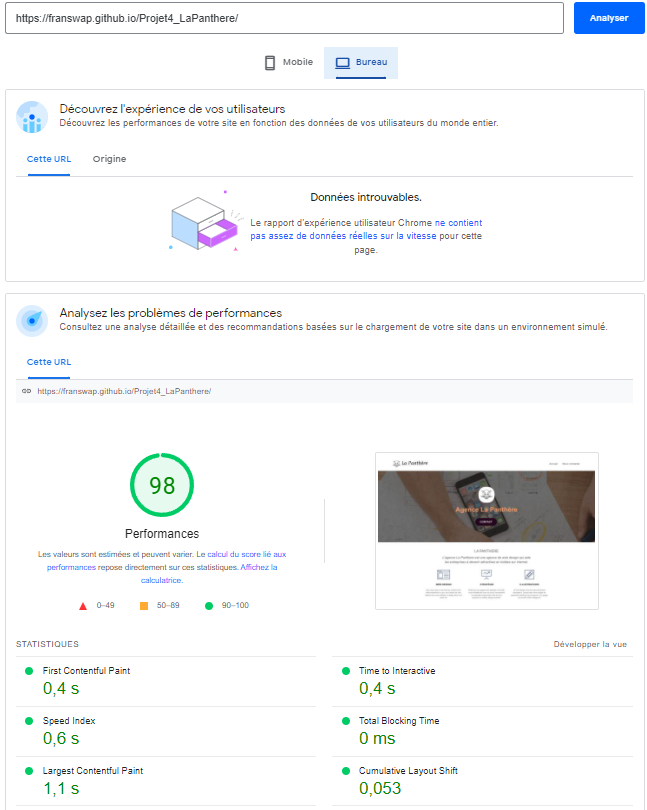 https://franswap.github.io/Projet4_LaPanthere/
Analyser
Mobile
Bureau
Découvrez l'expérience de vos utilisateurs
Découvrez les performances de votre site en fonction des données de vos utilisateurs du monde entier.
Cette URL
Origine
Données introuvables.
Le rapport d'expérience utilisateur Chrome ne contient
pas assez de données réelles sur la vitesse pour cette
page.
Analysez les problèmes de performances
Consultez une analyse détaillée et des recommandations basées sur le chargement de votre site dans un environnement simulé.
Cette URL
https://franswap.github.io/Projet4_LaPanthere/
98
Performances
Les valeurs sont estimées et peuvent varier. Le calcul du score lié aux
performances repose directement sur ces statistiques. Affichez la
calculatrice.
0–49
50–89
90–100
La Panthère
Agence La Panthère
CONTACT
LA PANTHÈRE
STATISTIQUES
Développer la vue
First Contentful Paint
0,4 s
Time to Interactive
0,4 s
Speed Index
0,6 s
Total Blocking Time
0 ms
Largest Contentful Paint
1,1 s
Cumulative Layout Shift
0,053